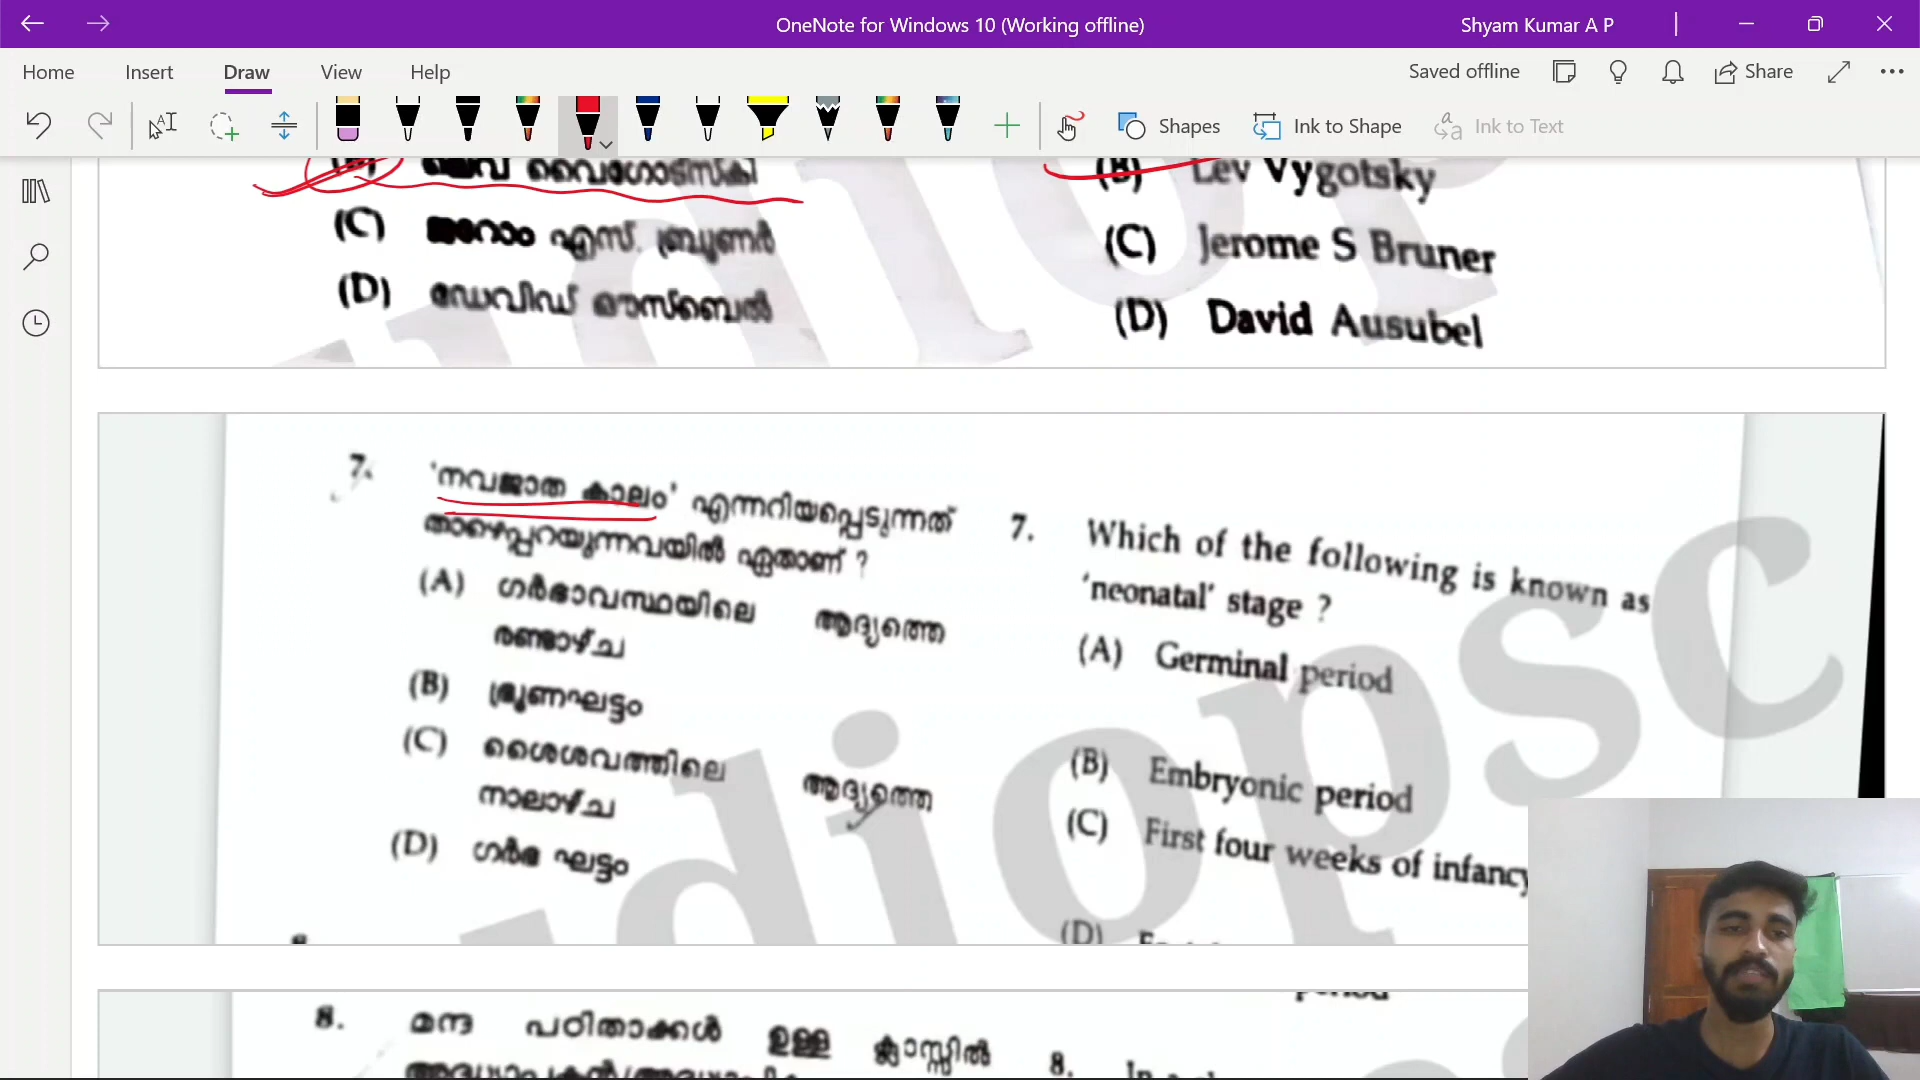 OneNote for Windows 10 (Working offline)
Shyam Kumar A P
Home Insert Draw View Help
Saved offline Share
Shapes Ink to Shape Ink to Text
(B) Lev Vygotsky
(C) ജറോം എസ്. ബ്രൂണർ
(C) Jerome S Bruner
(D) ഡേവിഡ് ഔസ്ബെൽ
(D) David Ausubel
7. 'നവജാത കാലം' എന്നറിയപ്പെടുന്നത്
താഴെപ്പറയുന്നവയിൽ ഏതാണ് ?
(A) ഗർഭാവസ്ഥയിലെ ആദ്യത്തെ
രണ്ടാഴ്ച
(B) ഭ്രൂണഘട്ടം
(C) ശൈശവത്തിലെ ആദ്യത്തെ
നാലാഴ്ച
(D) ഗർഭ ഘട്ടം
7. Which of the following is known as
'neonatal' stage ?
(A) Germinal period
(B) Embryonic period
(C) First four weeks of infancy
(D)
diopsc
8. മന്ദ പഠിതാക്കൾ ഉള്ള ക്ലാസ്സിൽ
8.